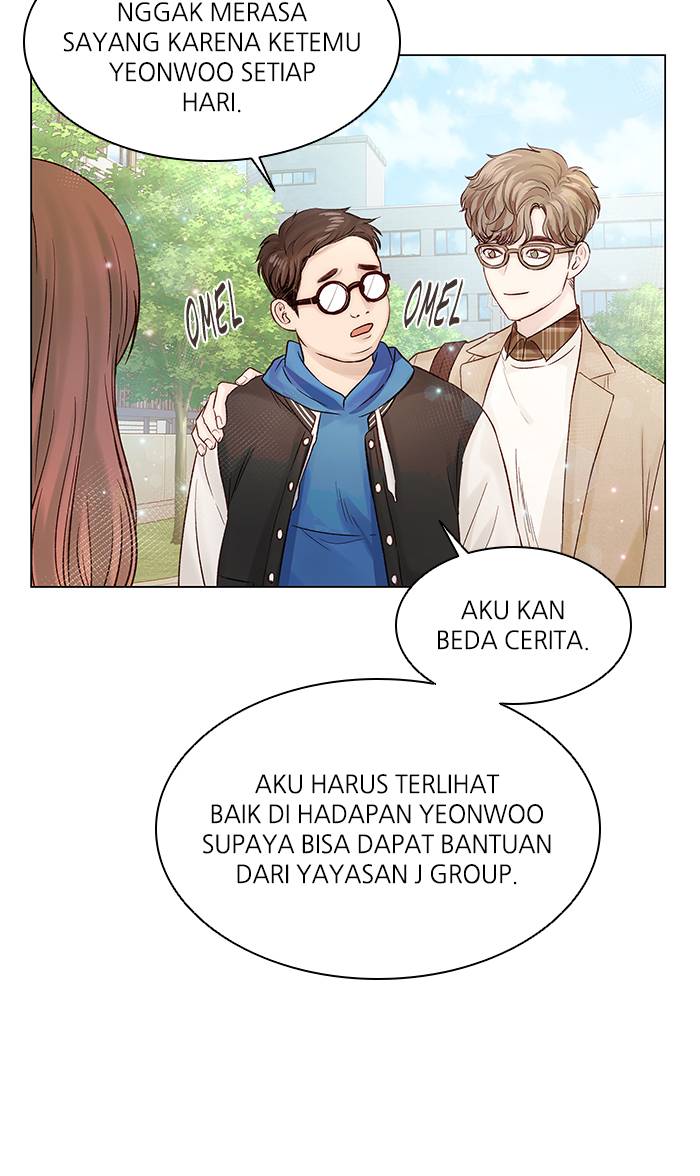 NGGAK MERASA
SAYANG KARENA KETEMU
YEONWOO SETIAP
HARI.
OMEL
OMEL
AKU KAN
BEDA CERITA.
AKU HARUS TERLIHAT
BAIK DI HADAPAN YEONWOO
SUPAYA BISA DAPAT BANTUAN
DARI YAYASAN J GROUP.